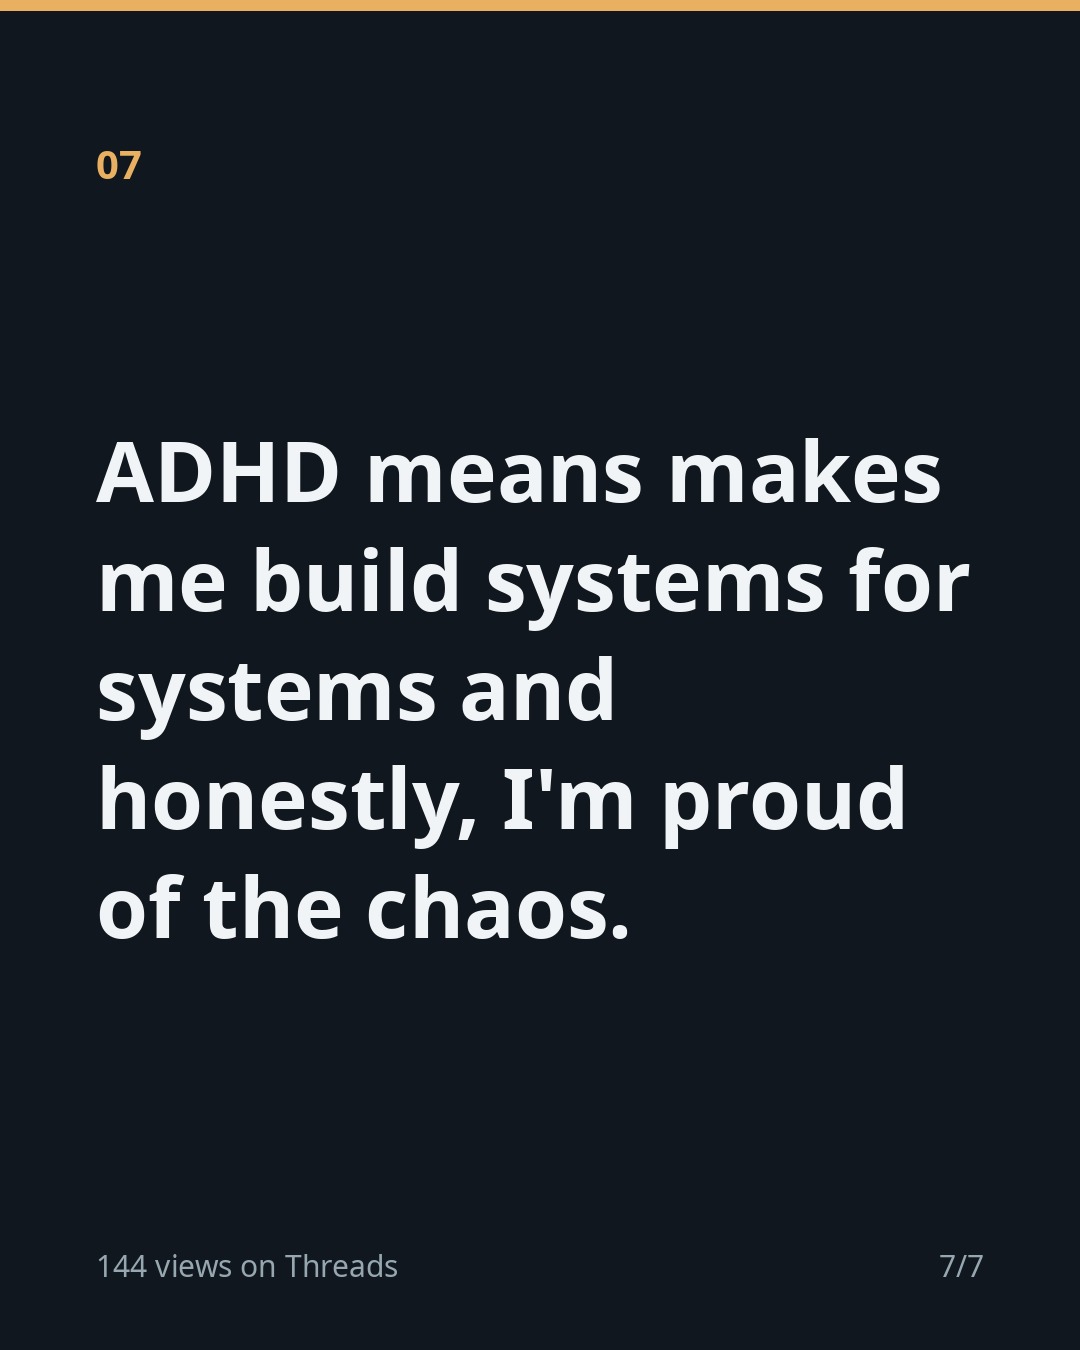 07
ADHD means makes
me build systems for
systems and
honestly, I'm proud
of the chaos.
144 views on Threads
7/7